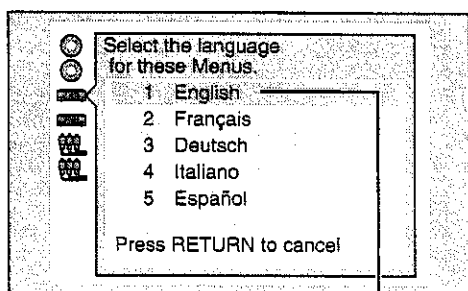 Select the language
for these Menus.
1 English
2 Français
3 Deutsch
4 Italiano
5 Español
Press RETURN to cancel